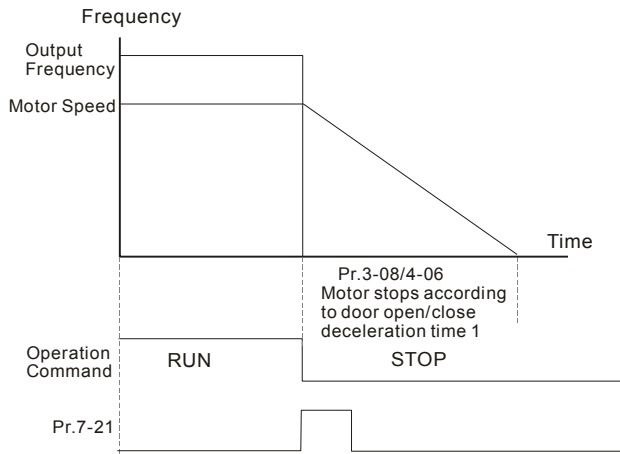 Frequency
Output
Frequency
Motor Speed
Time
Pr.3-08/4-06
Motor stops according
to door open/close
deceleration time 1
Operation
Command
RUN
STOP
Pr.7-21